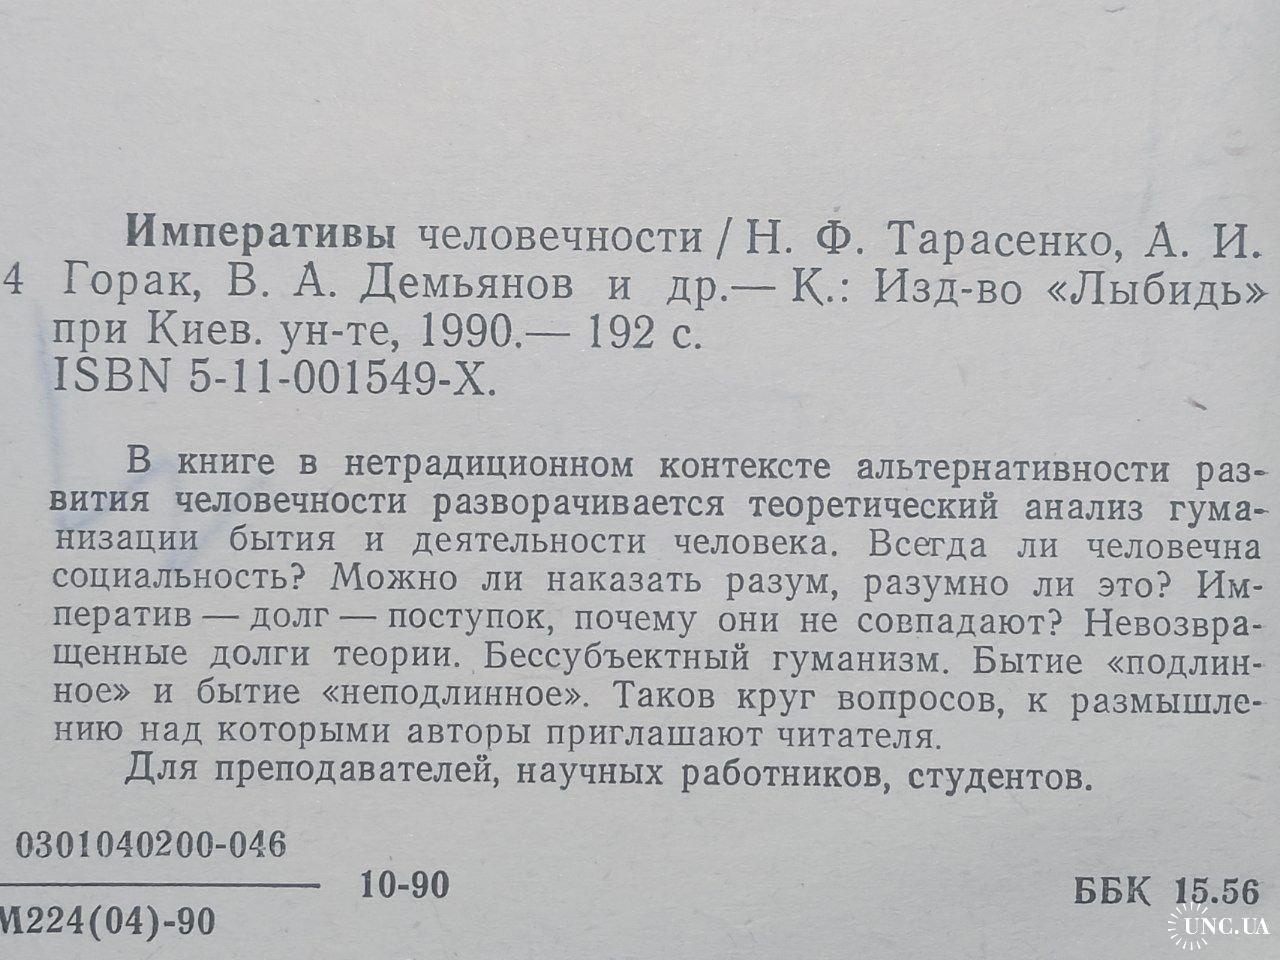 Императивы человечности / Н. Ф. Тарасенко, А. И.
4 Горак, В. А. Демьянов и др.— К.: Изд-во «Лыбидь»
при Киев. ун-те, 1990.— 192 с.
ISBN 5-11-001549-X.
В книге в нетрадиционном контексте альтернативности раз-
вития человечности разворачивается теоретический анализ гума-
низации бытия и деятельности человека. Всегда ли человечна
социальность? Можно ли наказать разум, разумно ли это? Им-
ператив — долг — поступок, почему они не совпадают? Невозвра-
щенные долги теории. Бессубъектный гуманизм. Бытие «подлин-
ное» и бытие «неподлинное». Таков круг вопросов, к размышле-
нию над которыми авторы приглашают читателя.
Для преподавателей, научных работников, студентов.
0301040200-046
10-90
М224(04)-90
ББК 15.56
UNC.UA